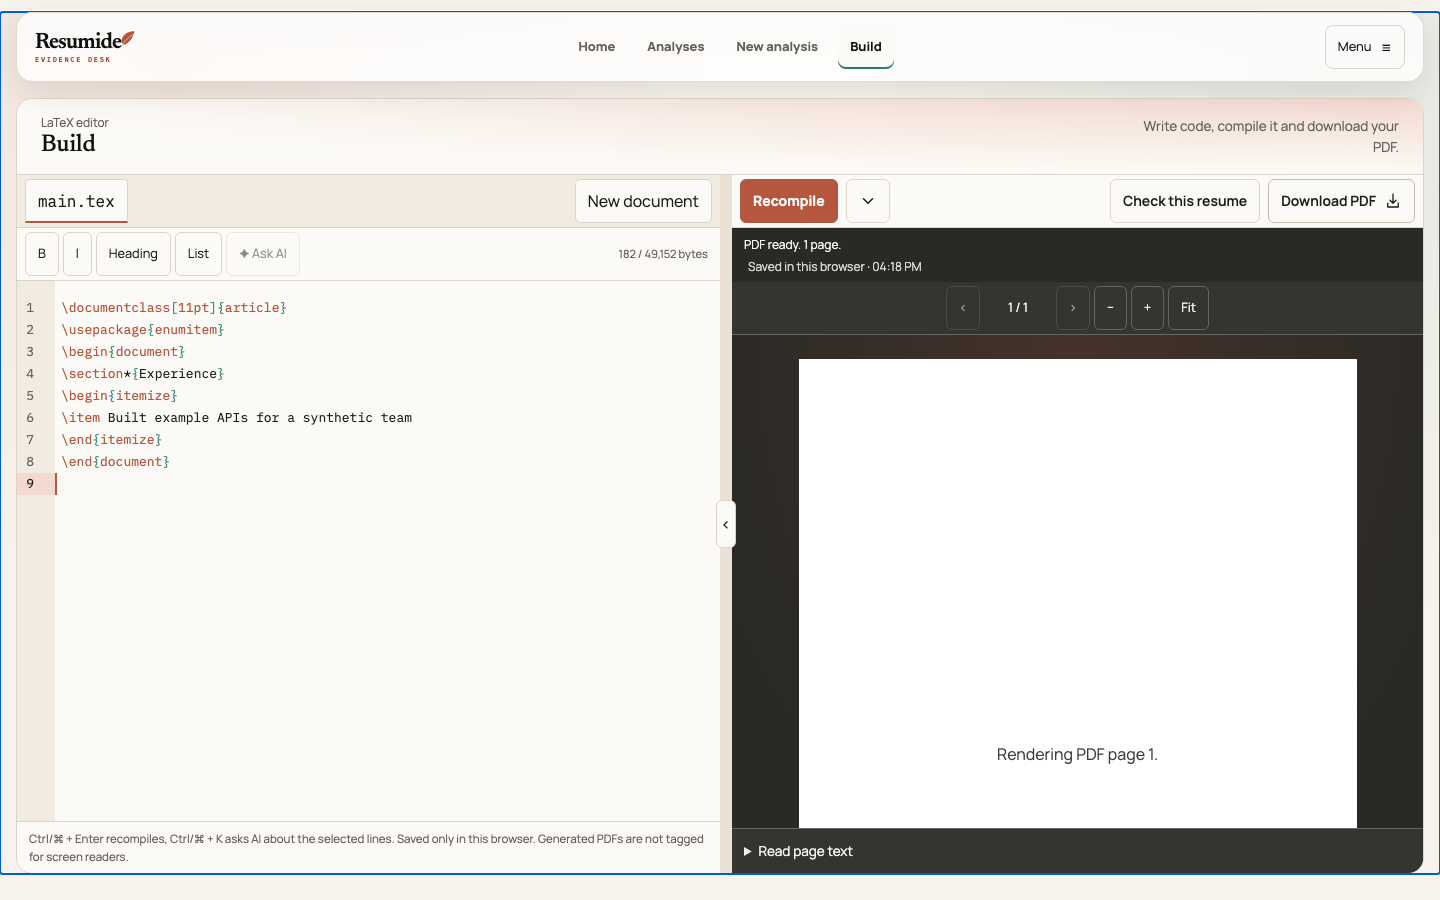 Resumide
EVIDENCE DESK
Home
Analyses
New analysis
Build
Menu ≡
LaTeX editor
Build
Write code, compile it and download your
PDF.
main.tex
New document
Recompile
Check this resume
Download PDF
B
I
Heading
List
✦ Ask AI
182 / 49,152 bytes
PDF ready. 1 page.
Saved in this browser · 04:18 PM
‹
1 / 1
›
−
+
Fit
1 \documentclass[11pt]{article}
2 \usepackage{enumitem}
3 \begin{document}
4 \section*{Experience}
5 \begin{itemize}
6 \item Built example APIs for a synthetic team
7 \end{itemize}
8 \end{document}
9
Rendering PDF page 1.
Ctrl/⌘ + Enter recompiles, Ctrl/⌘ + K asks AI about the selected lines. Saved only in this browser. Generated PDFs are not tagged
for screen readers.
▶ Read page text